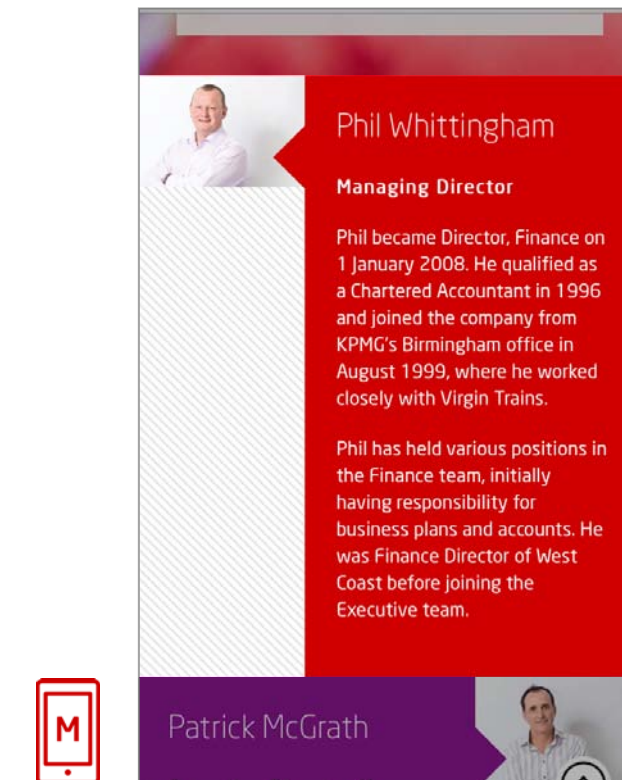 Phil Whittingham
Managing Director
Phil became Director, Finance on
1 January 2008. He qualified as
a Chartered Accountant in 1996
and joined the company from
KPMG's Birmingham office in
August 1999, where he worked
closely with Virgin Trains.
Phil has held various positions in
the Finance team, initially
having responsibility for
business plans and accounts. He
was Finance Director of West
Coast before joining the
Executive team.
M
Patrick McGrath